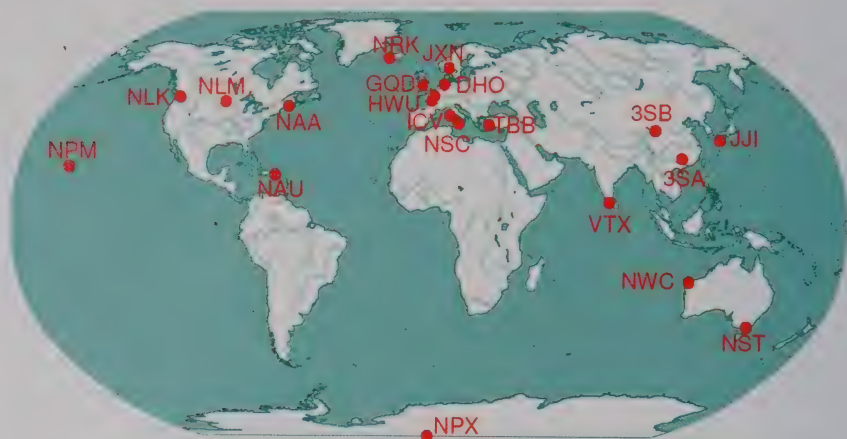 NRK
JXN
GQD
DHO
NLK
NLM
HWU
NAA
ICV
TBB
3SB
NSC
JJI
NPM
3SA
NAU
VTX
NWC
NST
NPX